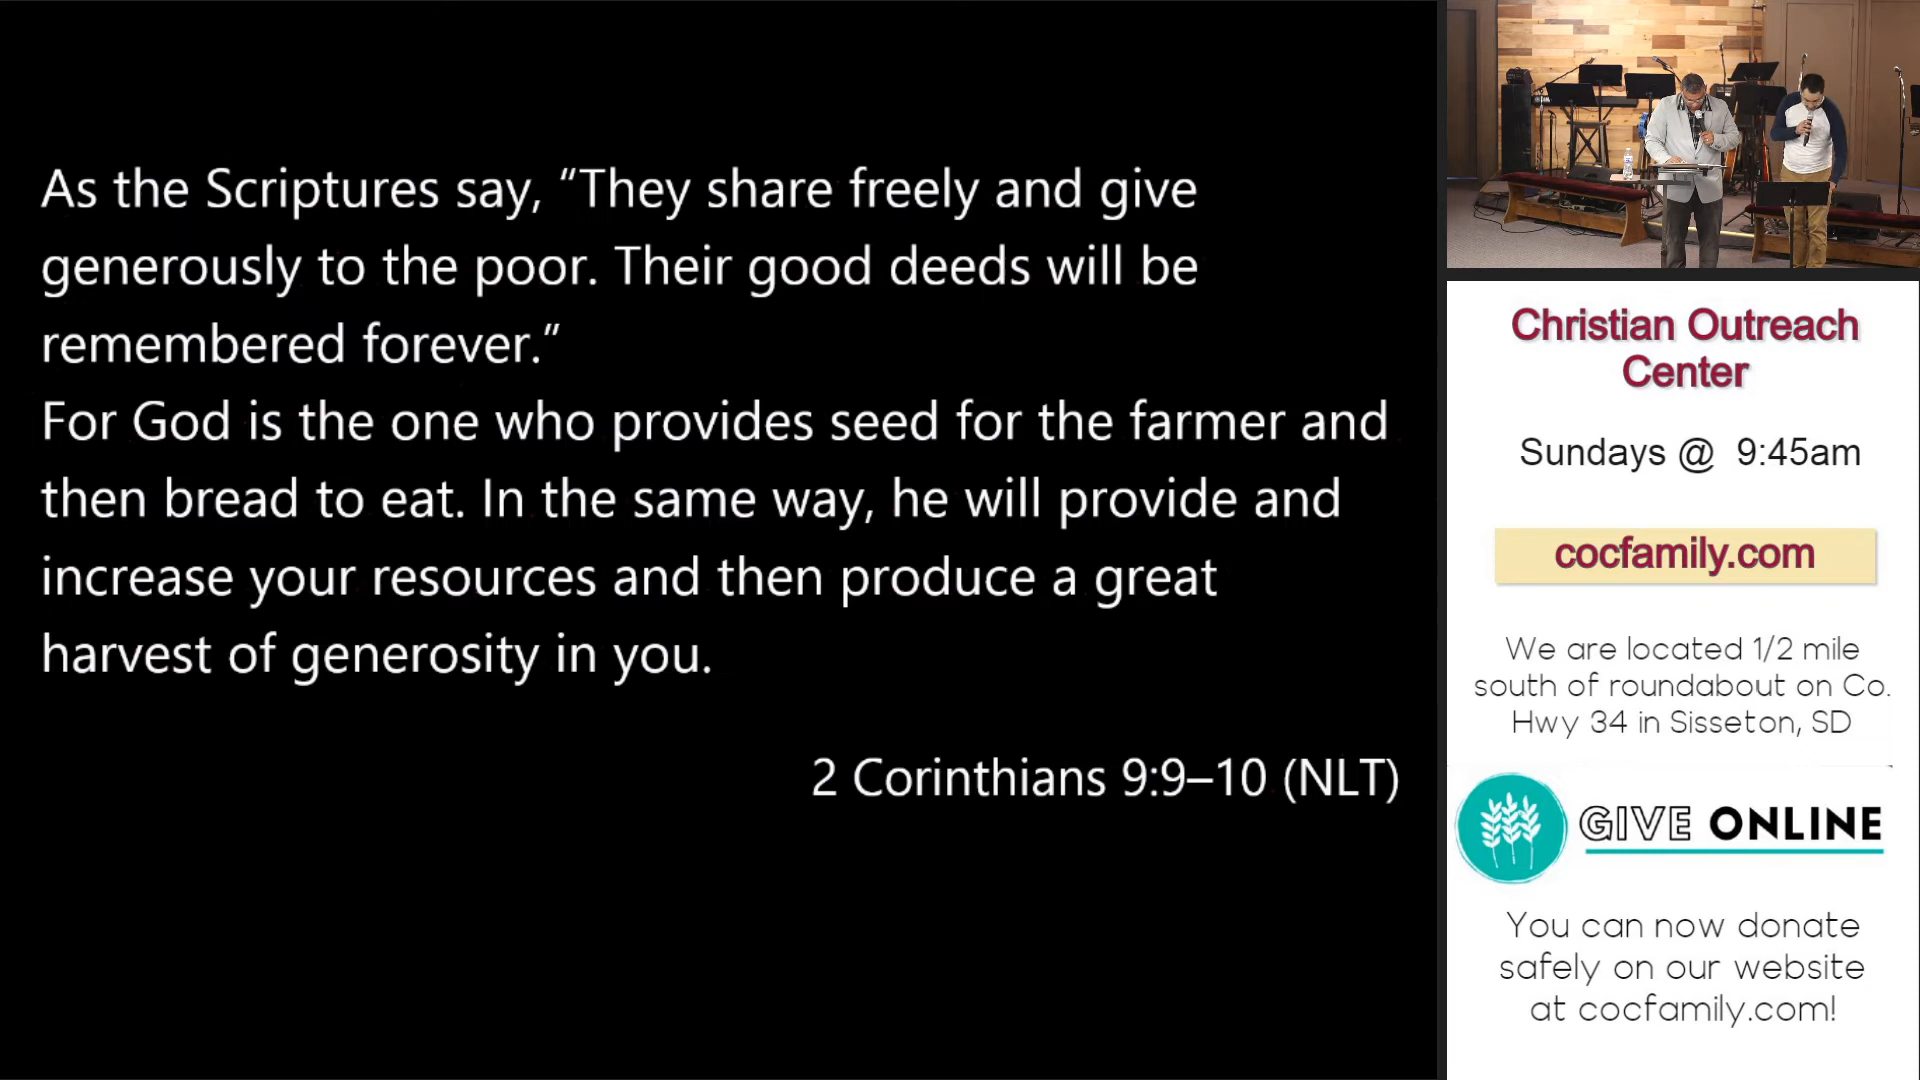 As the Scriptures say, “They share freely and give
generously to the poor. Their good deeds will be
remembered forever.”
For God is the one who provides seed for the farmer and
then bread to eat. In the same way, he will provide and
increase your resources and then produce a great
harvest of generosity in you.
2 Corinthians 9:9–10 (NLT)
Christian Outreach
Center
Sundays @ 9:45am
cocfamily.com
We are located 1/2 mile
south of roundabout on Co.
Hwy 34 in Sisseton, SD
GIVE ONLINE
You can now donate
safely on our website
at cocfamily.com!